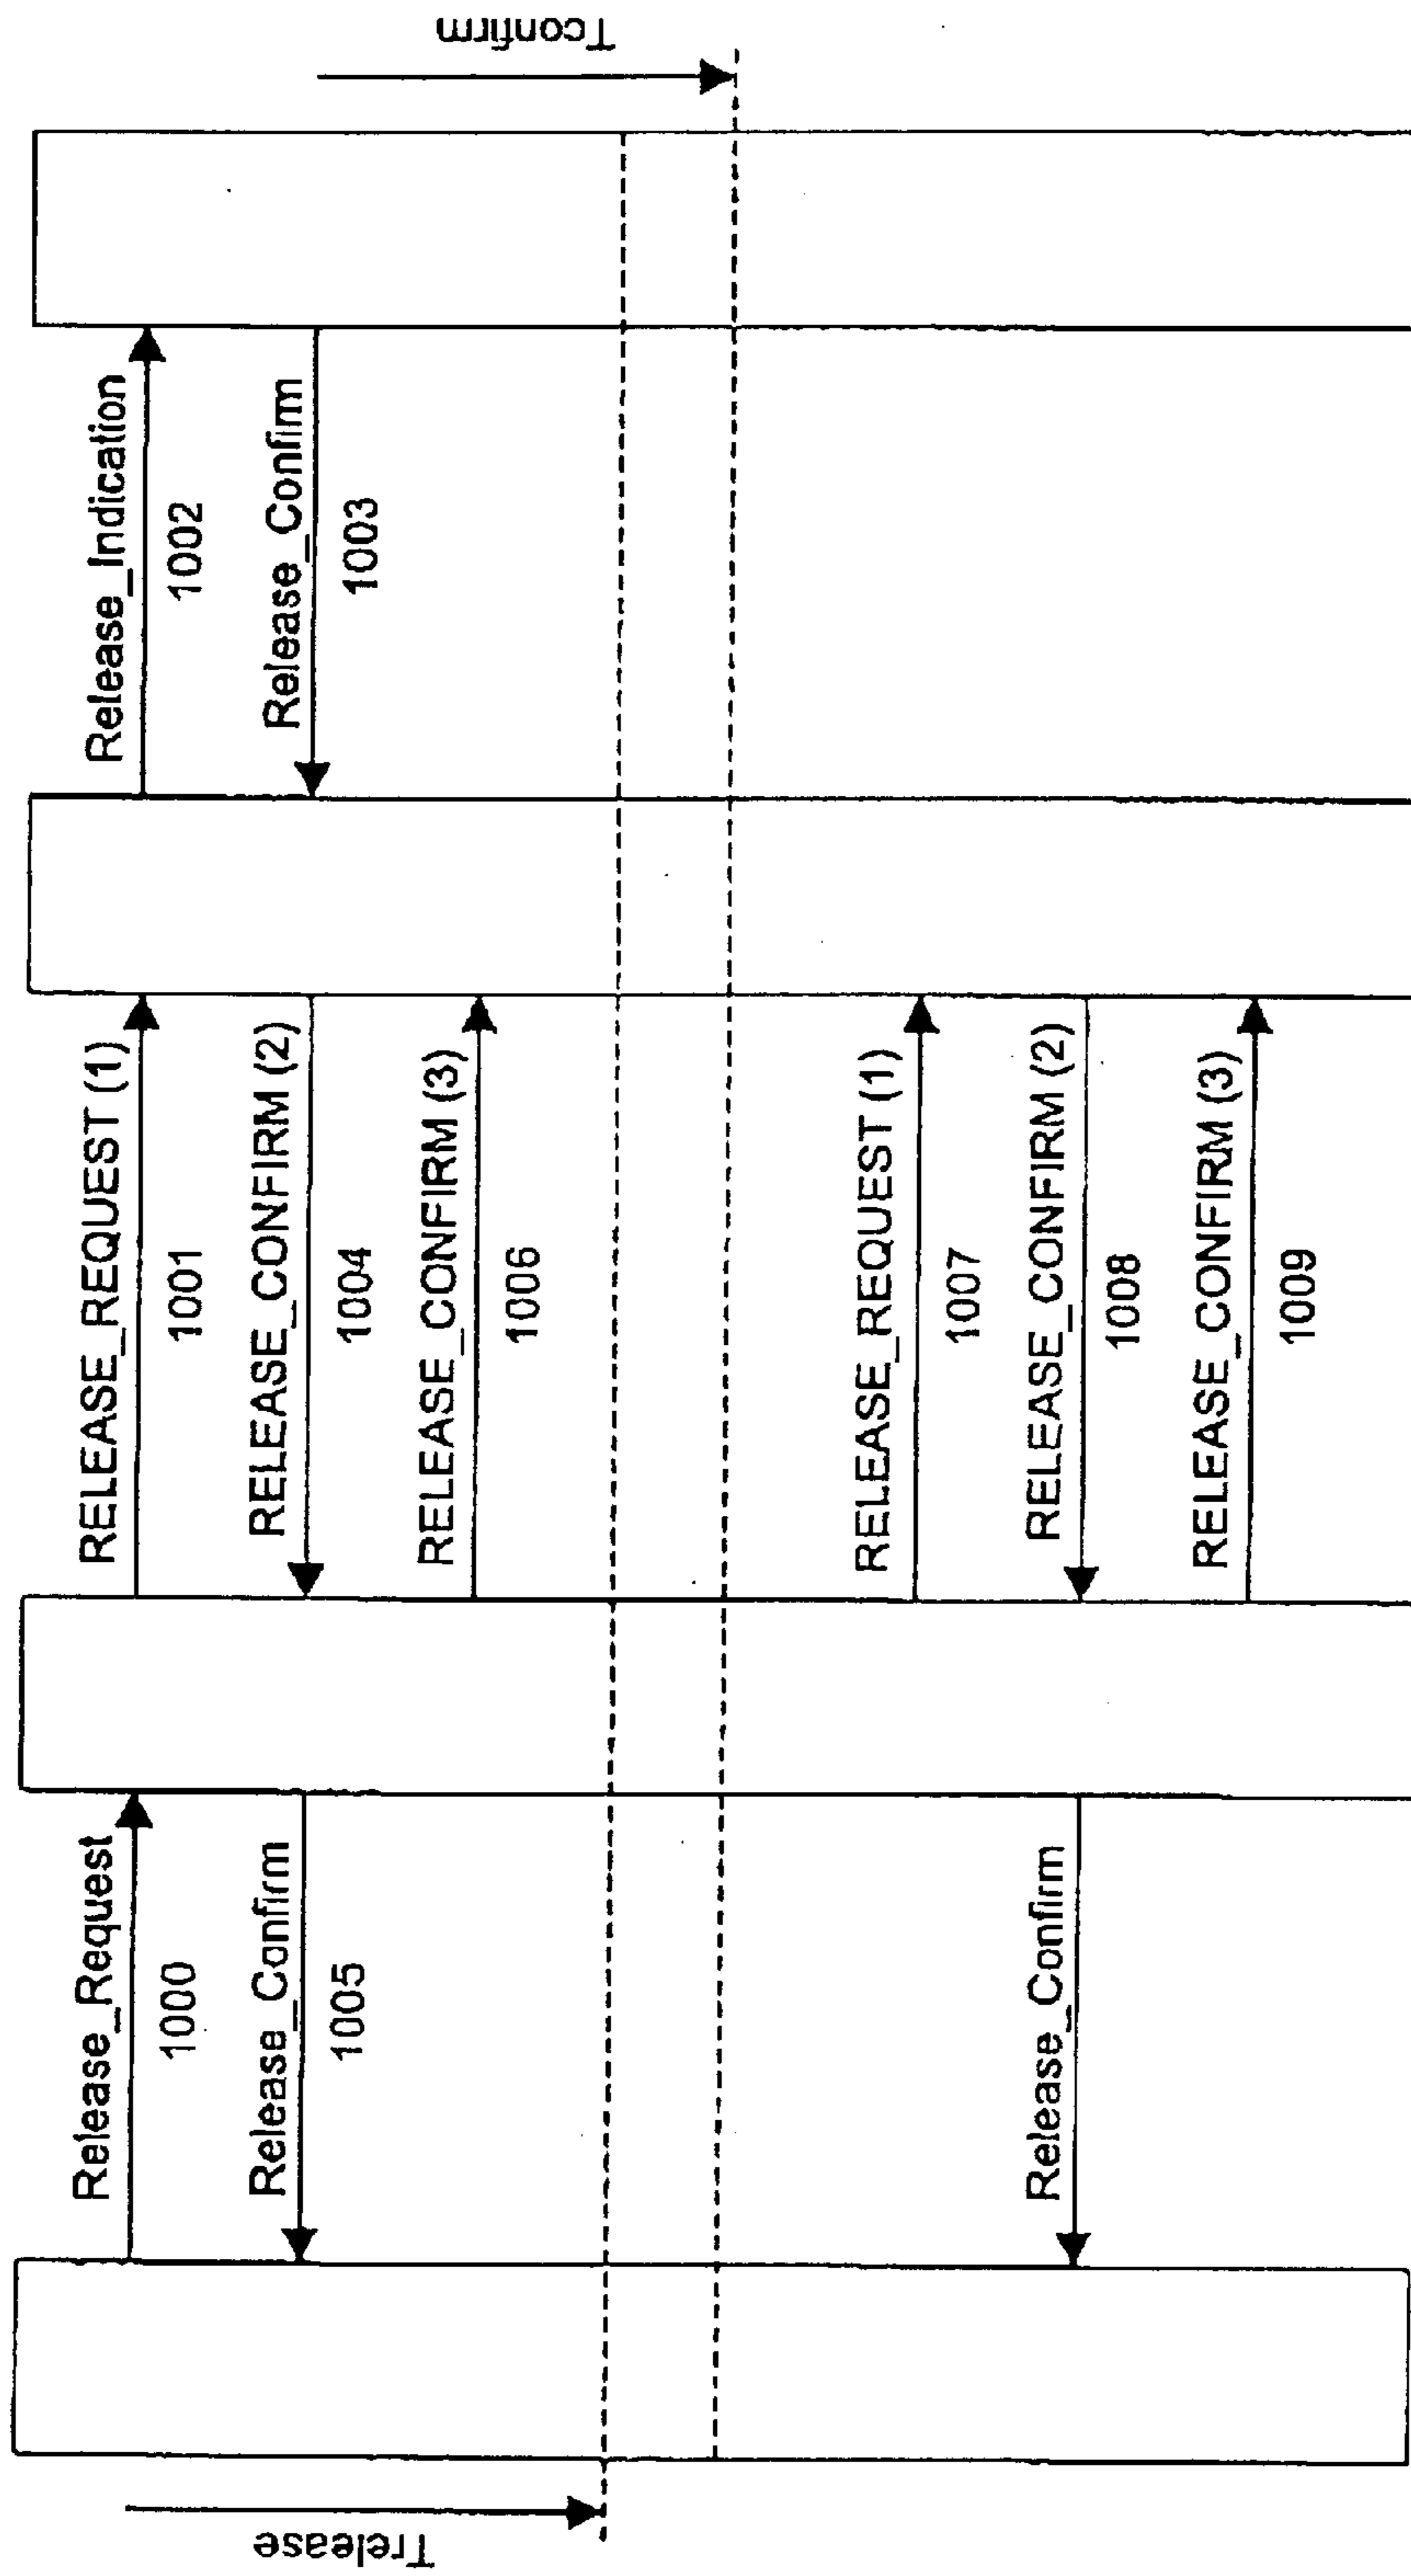 Release_Request
1000
RELEASE_REQUEST (1)
1001
Release_Indication
1002
Release_Confirm
1005
RELEASE_CONFIRM (2)
1004
Release_Confirm
1003
RELEASE_CONFIRM (3)
1006
Trelease
Tconfirm
RELEASE_REQUEST (1)
1007
Release_Confirm
RELEASE_CONFIRM (2)
1008
RELEASE_CONFIRM (3)
1009